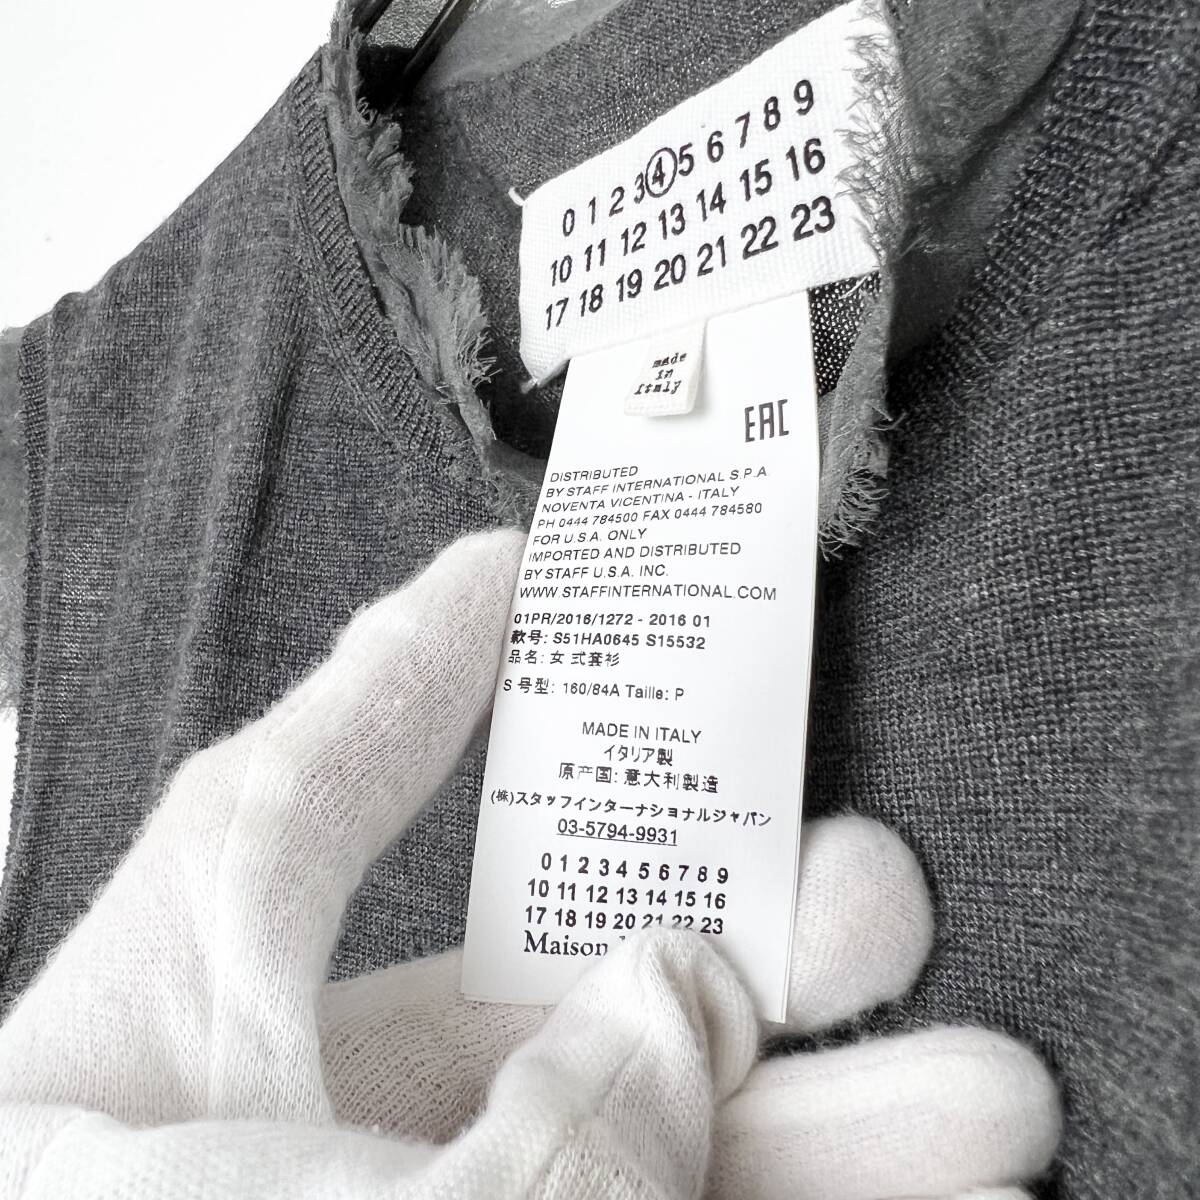 0 1 2 3 4 5 6 7 8 9
10 11 12 13 14 15 16
17 18 19 20 21 22 23
made
in
italy
EAC
DISTRIBUTED
BY STAFF INTERNATIONAL S.P.A.
NOVENTA VICENTINA - ITALY
PH 0444 784500 FAX 0444 784580
FOR U.S.A. ONLY
IMPORTED AND DISTRIBUTED
BY STAFF U.S.A. INC.
WWW.STAFFINTERNATIONAL.COM
01PR/2016/1272 - 2016 01
款号: S51HA0645 S15532
品名: 女 式套衫
S 号型: 160/84A Taille: P
MADE IN ITALY
イタリア製
原产国: 意大利製造
(株)スタッフインターナショナルジャパン
03-5794-9931
0 1 2 3 4 5 6 7 8 9
10 11 12 13 14 15 16
17 18 19 20 21 22 23
Maison